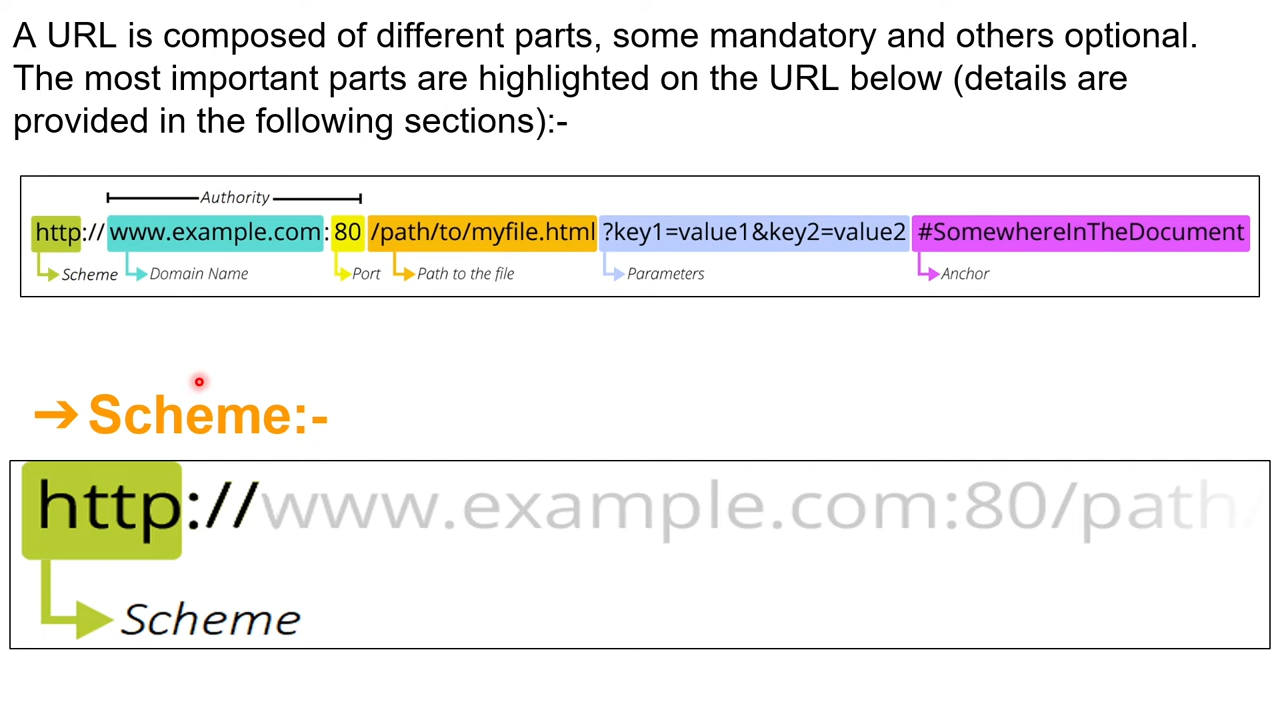 A URL is composed of different parts, some mandatory and others optional.
The most important parts are highlighted on the URL below (details are
provided in the following sections):-
Authority
http://www.example.com:80/path/to/myfile.html?key1=value1&key2=value2#SomewhereInTheDocument
Scheme Domain Name Port Path to the file Parameters Anchor
➔ Scheme:-
http://www.example.com:80/path/
Scheme